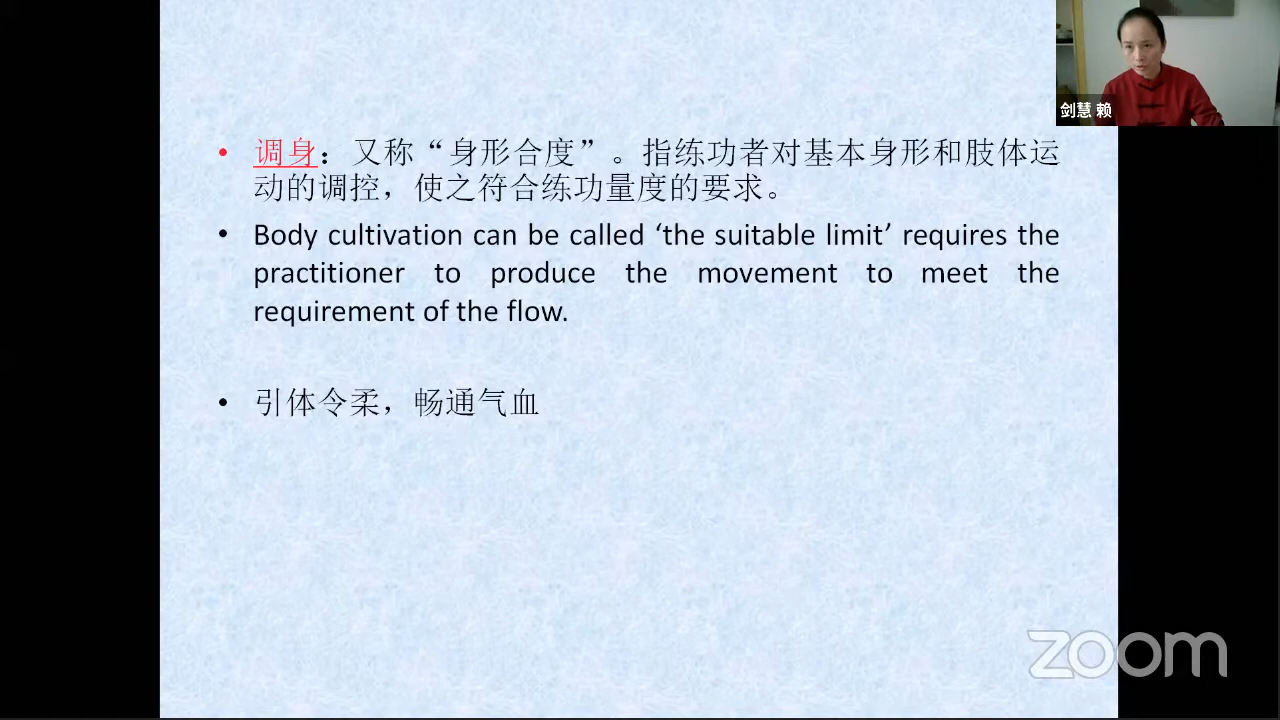 剑慧 赖
• 调身：又称“身形合度”。指练功者对基本身形和肢体运
动的调控，使之符合练功量度的要求。
• Body cultivation can be called ‘the suitable limit’ requires the
practitioner to produce the movement to meet the
requirement of the flow.
• 引体令柔，畅通气血
zoom